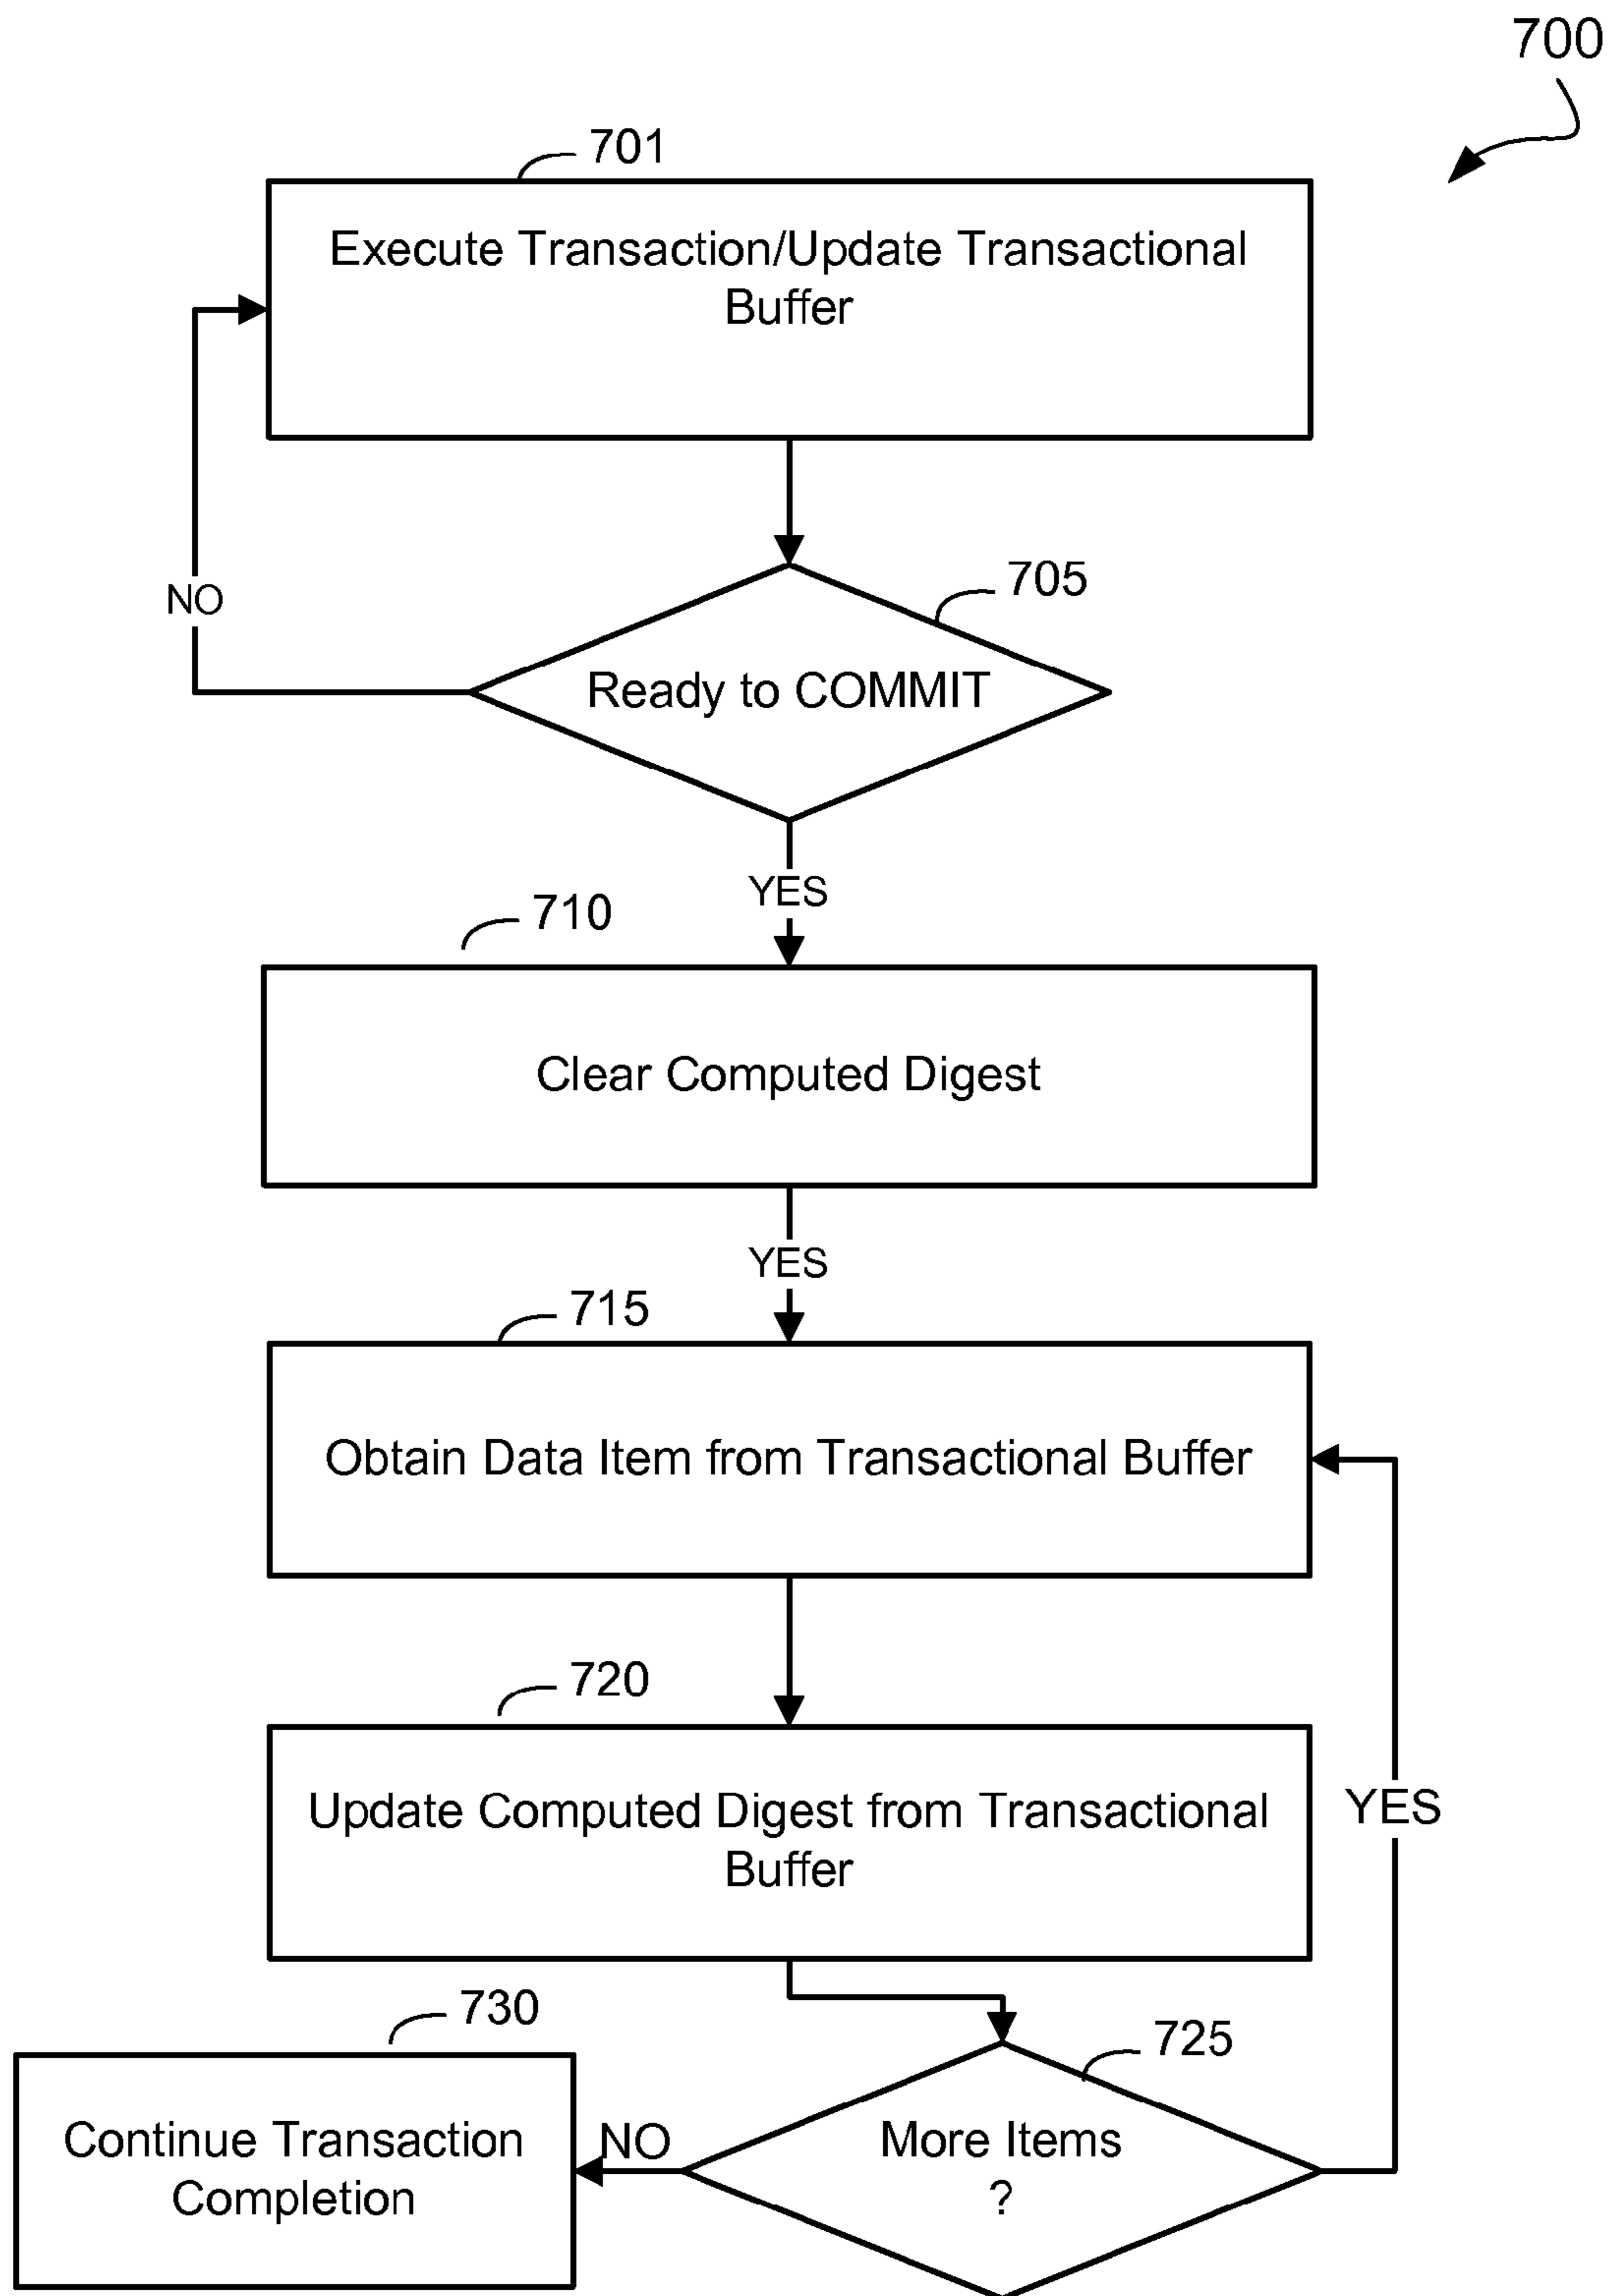 700
701
Execute Transaction/Update Transactional
Buffer
705
NO
Ready to COMMIT
YES
710
Clear Computed Digest
YES
715
Obtain Data Item from Transactional Buffer
720
Update Computed Digest from Transactional
Buffer
YES
730
725
Continue Transaction
Completion
NO
More Items
?